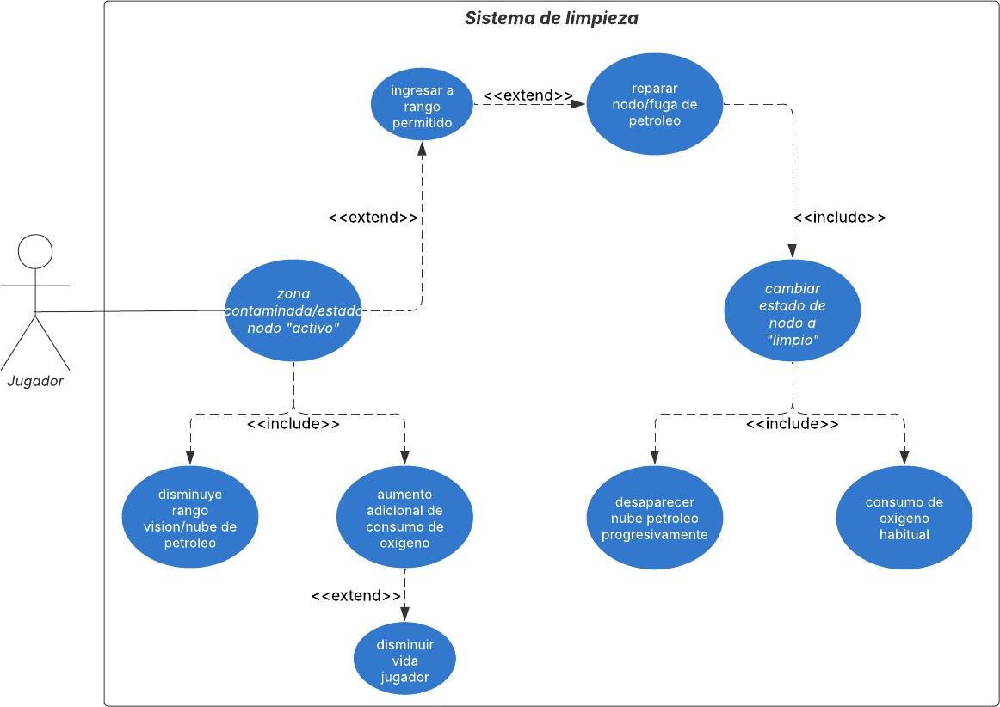 Sistema de limpieza
ingresar a
rango
permitido
<<extend>>
reparar
nodo/fuga de
petroleo
<<extend>>
<<include>>
Jugador
zona
contaminada/estado
nodo "activo"
cambiar
estado de
nodo a
"limpio"
<<include>>
<<include>>
disminuye
rango
vision/nube de
petroleo
aumento
adicional de
consumo de
oxigeno
desaparecer
nube petroleo
progresivamente
consumo de
oxigeno
habitual
<<extend>>
disminuir
vida
jugador